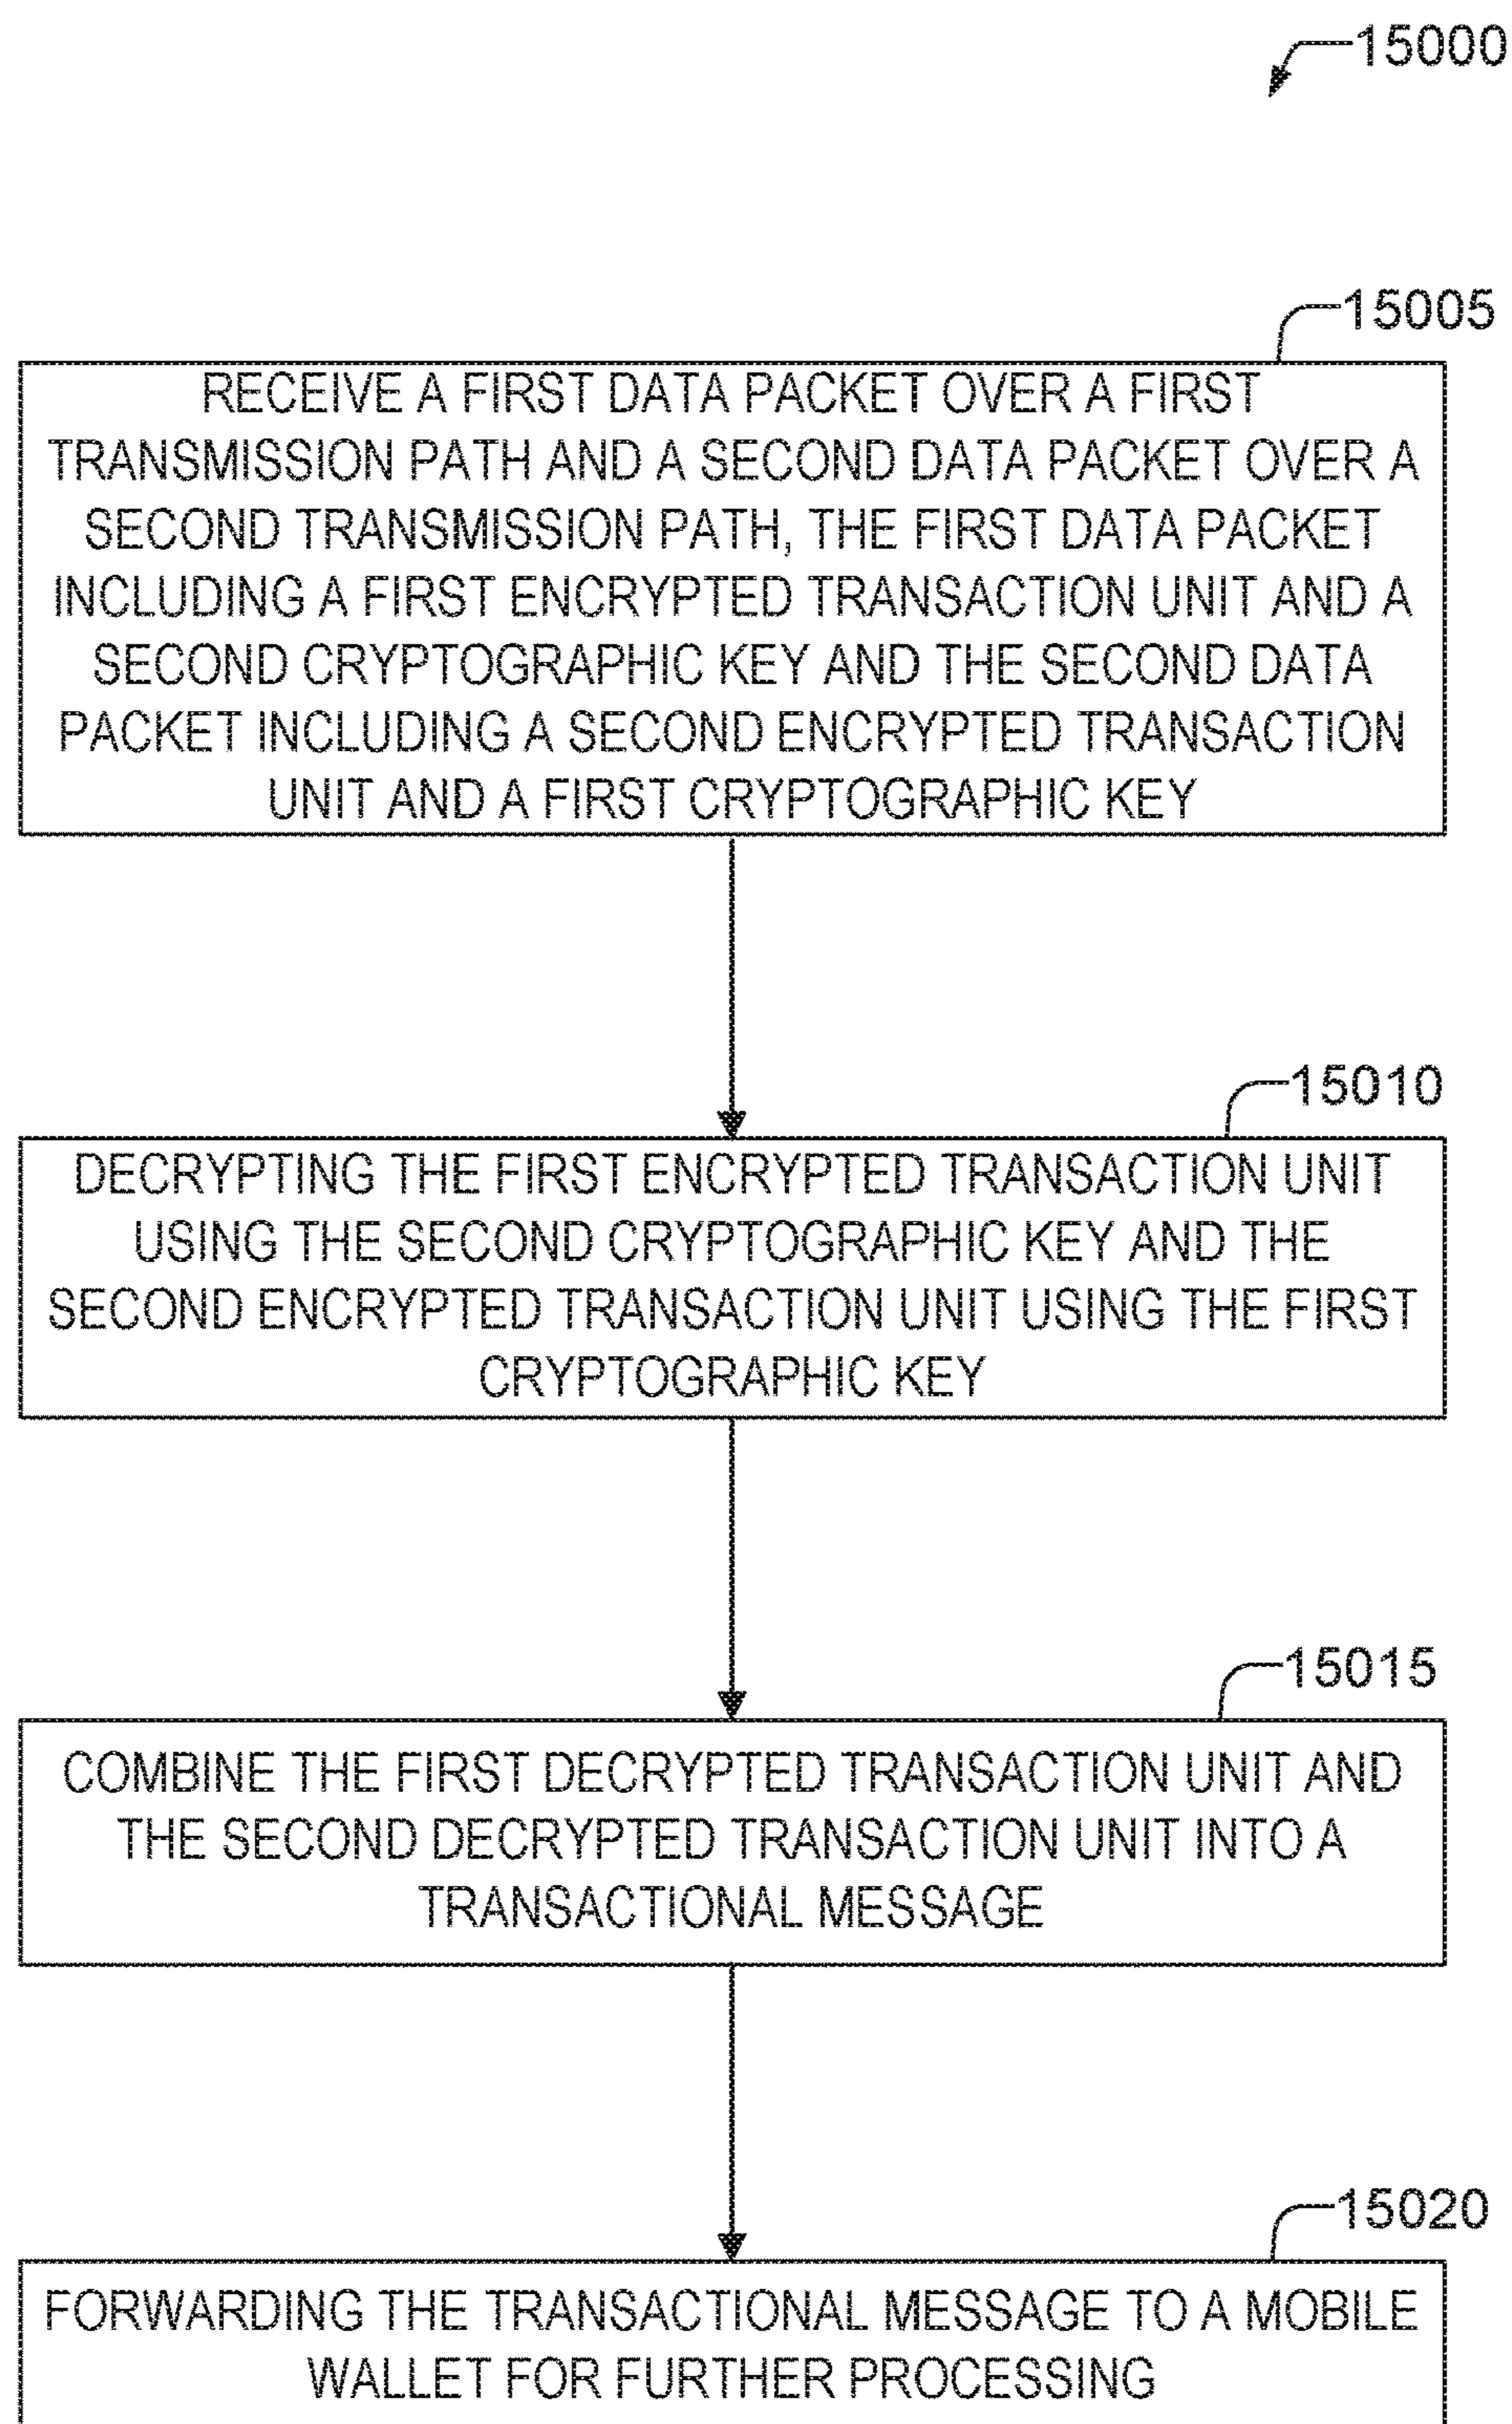 15000
15005
RECEIVE A FIRST DATA PACKET OVER A FIRST
TRANSMISSION PATH AND A SECOND DATA PACKET OVER A
SECOND TRANSMISSION PATH, THE FIRST DATA PACKET
INCLUDING A FIRST ENCRYPTED TRANSACTION UNIT AND A
SECOND CRYPTOGRAPHIC KEY AND THE SECOND DATA
PACKET INCLUDING A SECOND ENCRYPTED TRANSACTION
UNIT AND A FIRST CRYPTOGRAPHIC KEY
15010
DECRYPTING THE FIRST ENCRYPTED TRANSACTION UNIT
USING THE SECOND CRYPTOGRAPHIC KEY AND THE
SECOND ENCRYPTED TRANSACTION UNIT USING THE FIRST
CRYPTOGRAPHIC KEY
15015
COMBINE THE FIRST DECRYPTED TRANSACTION UNIT AND
THE SECOND DECRYPTED TRANSACTION UNIT INTO A
TRANSACTIONAL MESSAGE
15020
FORWARDING THE TRANSACTIONAL MESSAGE TO A MOBILE
WALLET FOR FURTHER PROCESSING